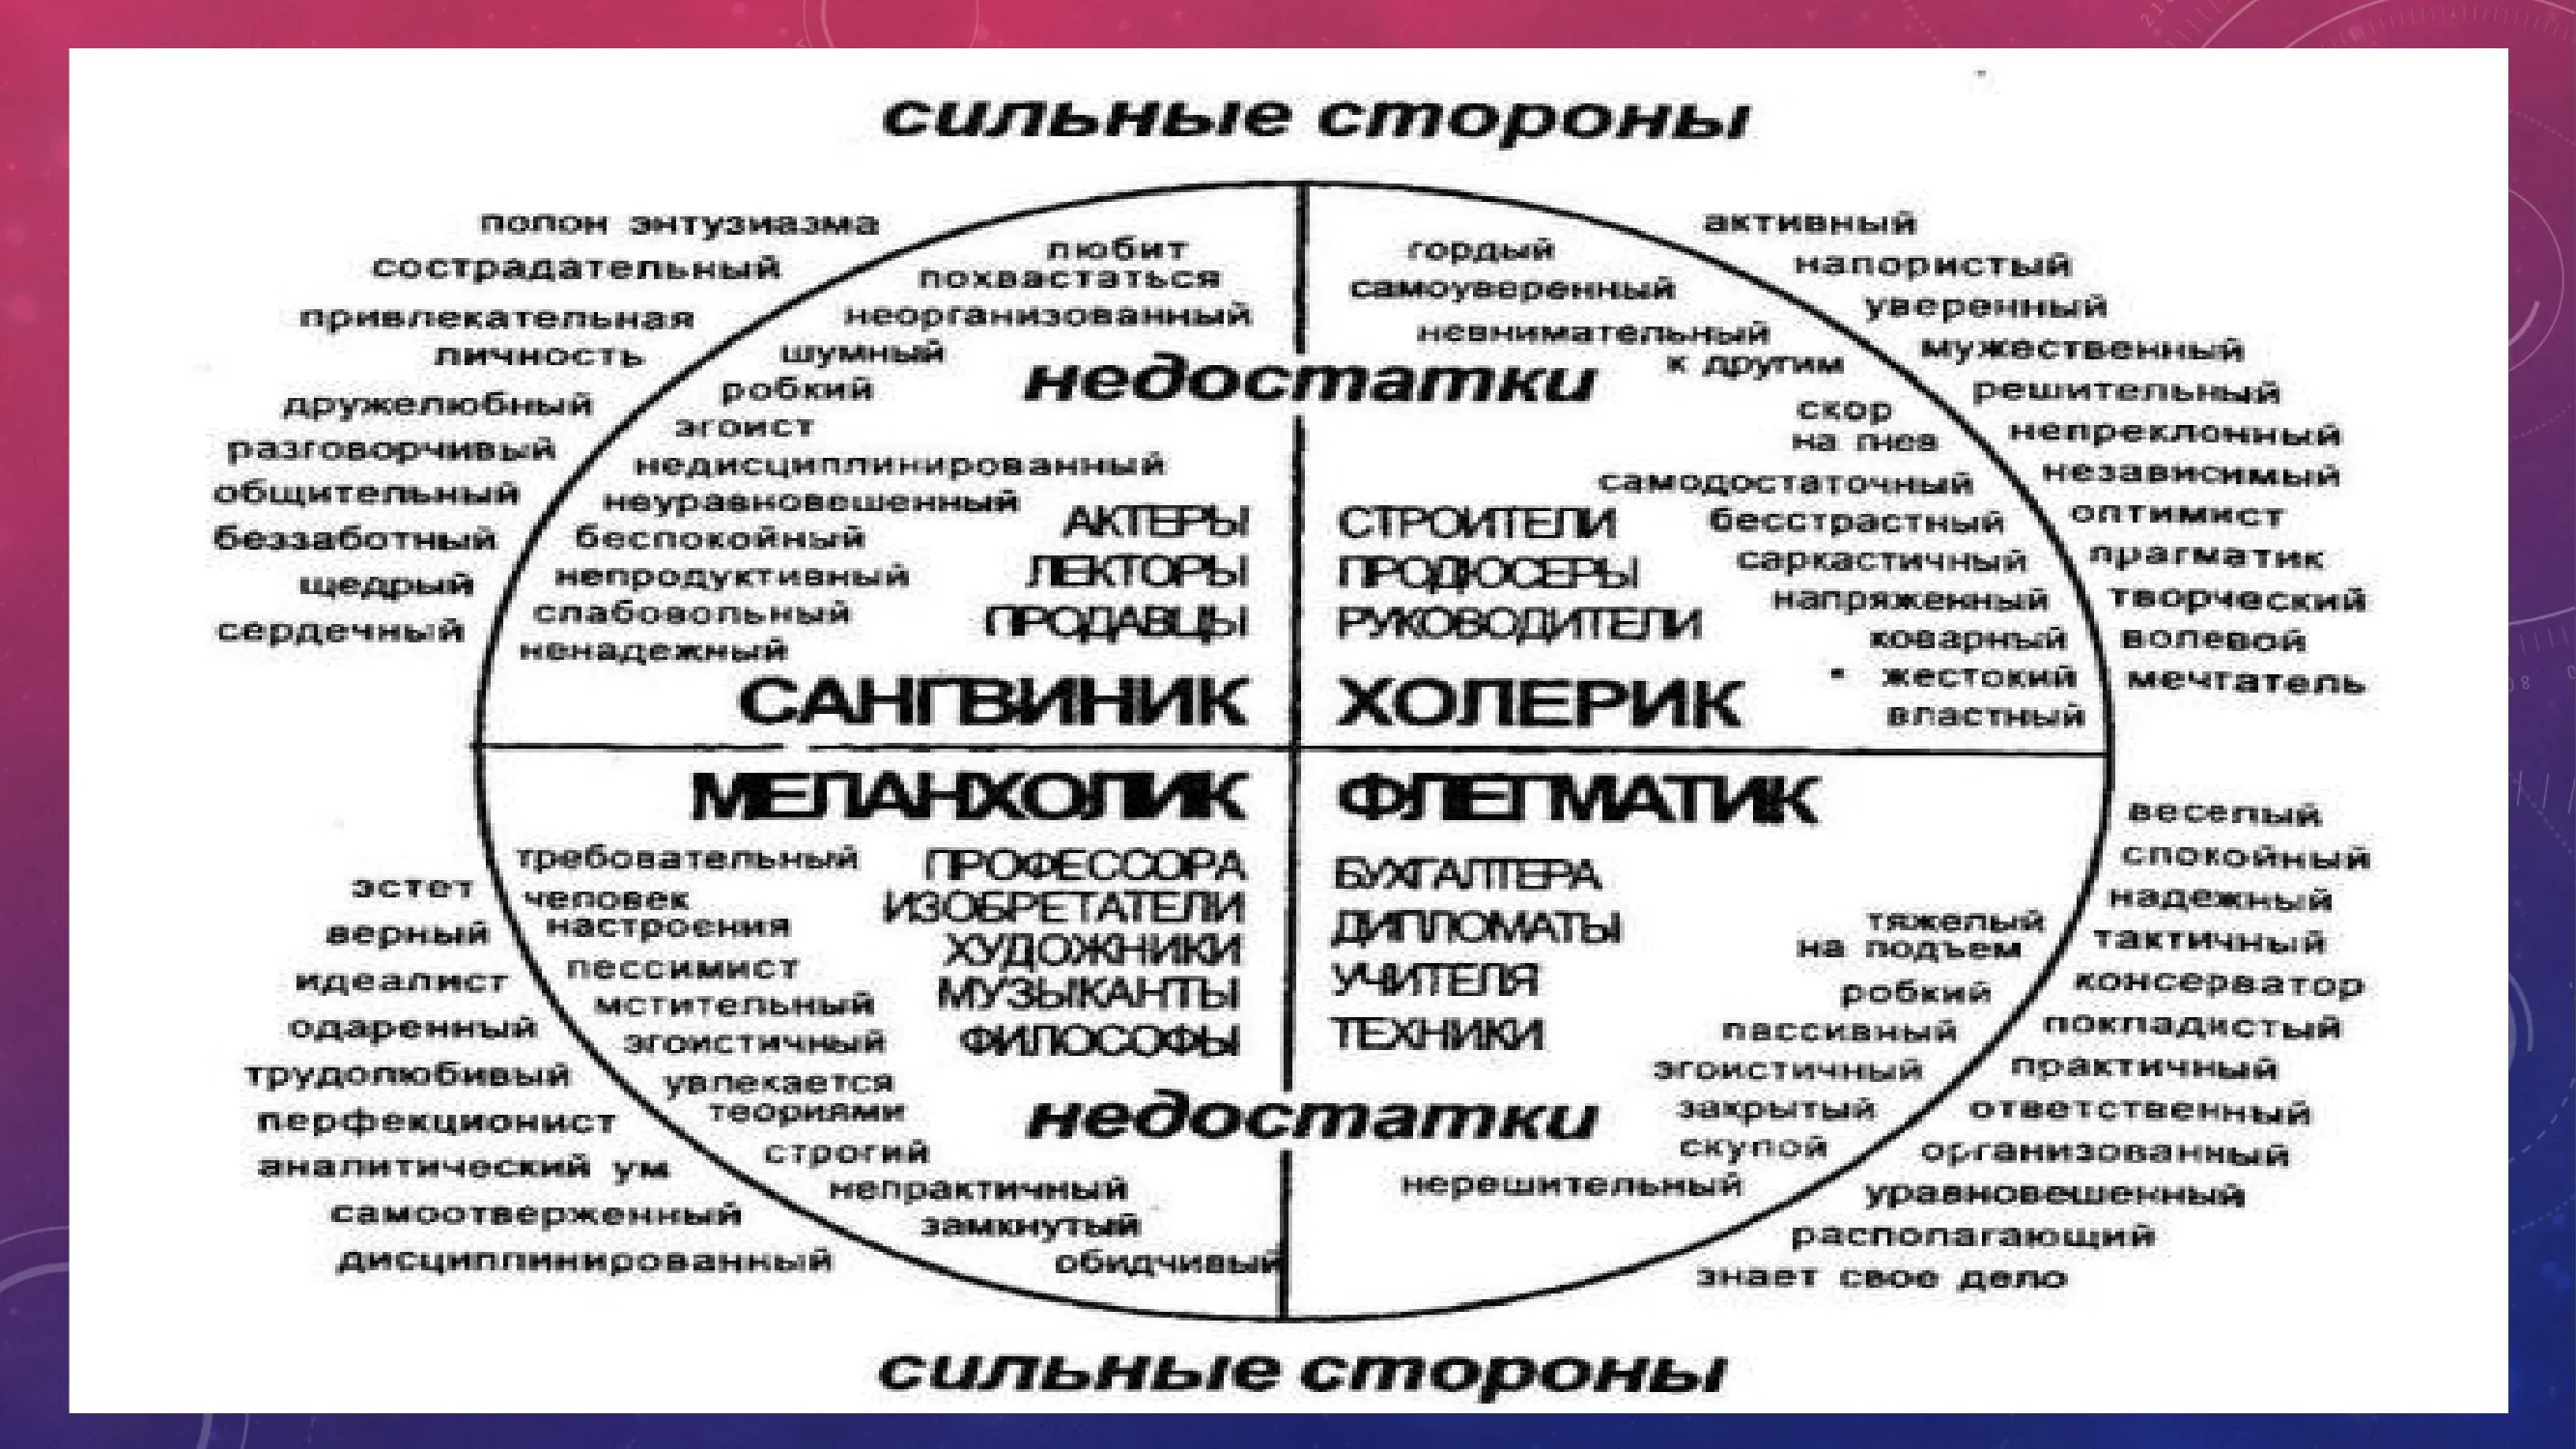 сильные стороны
полон энтузиазма
сострадательный
привлекательная
личность
дружелюбный
разговорчивый
общительный
беззаботный
щедрый
сердечный
любит
похвастаться
неорганизованный
шумный
робкий
эгоист
недисциплинированный
неуравновешенный
беспокойный
непродуктивный
слабовольный
ненадежный
недостатки
АКТЕРЫ
ЛЕКТОРЫ
ПРОДАВЦЫ
САНГВИНИК
гордый
самоуверенный
невнимательный
к другим
скор
на гнев
самодостаточный
бесстрастный
саркастичный
напряженный
коварный
жестокий
властный
СТРОИТЕЛИ
ПРОДЮСЕРЫ
РУКОВОДИТЕЛИ
ХОЛЕРИК
активный
напористый
уверенный
мужественный
решительный
непреклонный
независимый
оптимист
прагматик
творческий
волевой
мечтатель
МЕЛАНХОЛИК
эстет
верный
идеалист
одаренный
трудолюбивый
перфекционист
аналитический ум
самоотверженный
дисциплинированный
требовательный
человек
настроения
пессимист
мстительный
эгоистичный
увлекается
теориями
строгий
непрактичный
замкнутый
обидчивый
ПРОФЕССОРА
ИЗОБРЕТАТЕЛИ
ХУДОЖНИКИ
МУЗЫКАНТЫ
ФИЛОСОФЫ
недостатки
ФЛЕГМАТИК
БУХГАЛТЕРА
ДИПЛОМАТЫ
УЧИТЕЛЯ
ТЕХНИКИ
тяжелый
на подъем
робкий
пассивный
эгоистичный
закрытый
скупой
нерешительный
веселый
спокойный
надежный
тактичный
консерватор
покладистый
практичный
ответственный
организованный
уравновешенный
располагающий
знает свое дело
сильные стороны